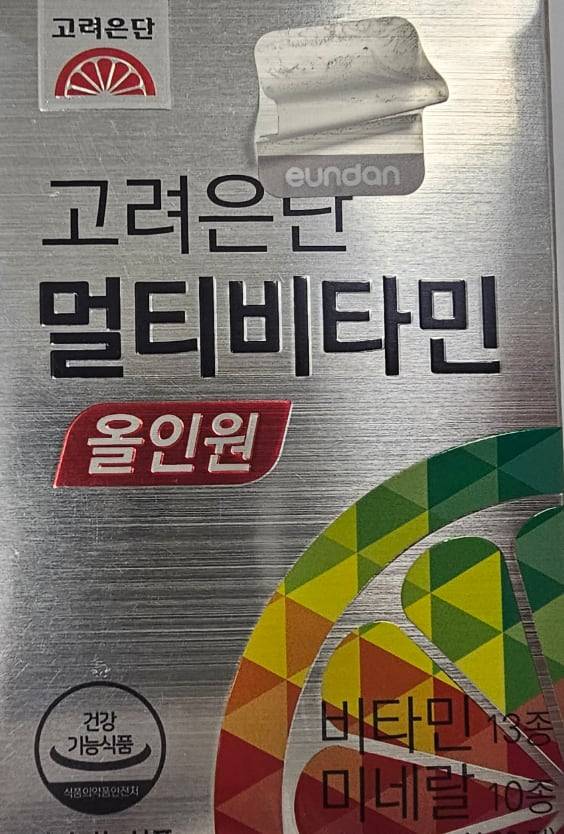 고려은단
eundan
고려은단
멀티비타민
올인원
건강
기능식품
식품의약품안전처
비타민 13종
미네랄 10종